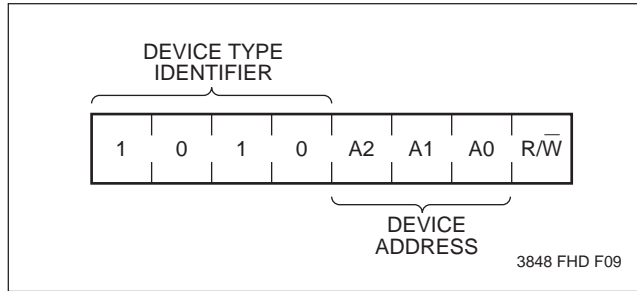 DEVICE TYPE
IDENTIFIER
1 0 1 0 A2 A1 A0 R/W̅
DEVICE
ADDRESS
3848 FHD F09